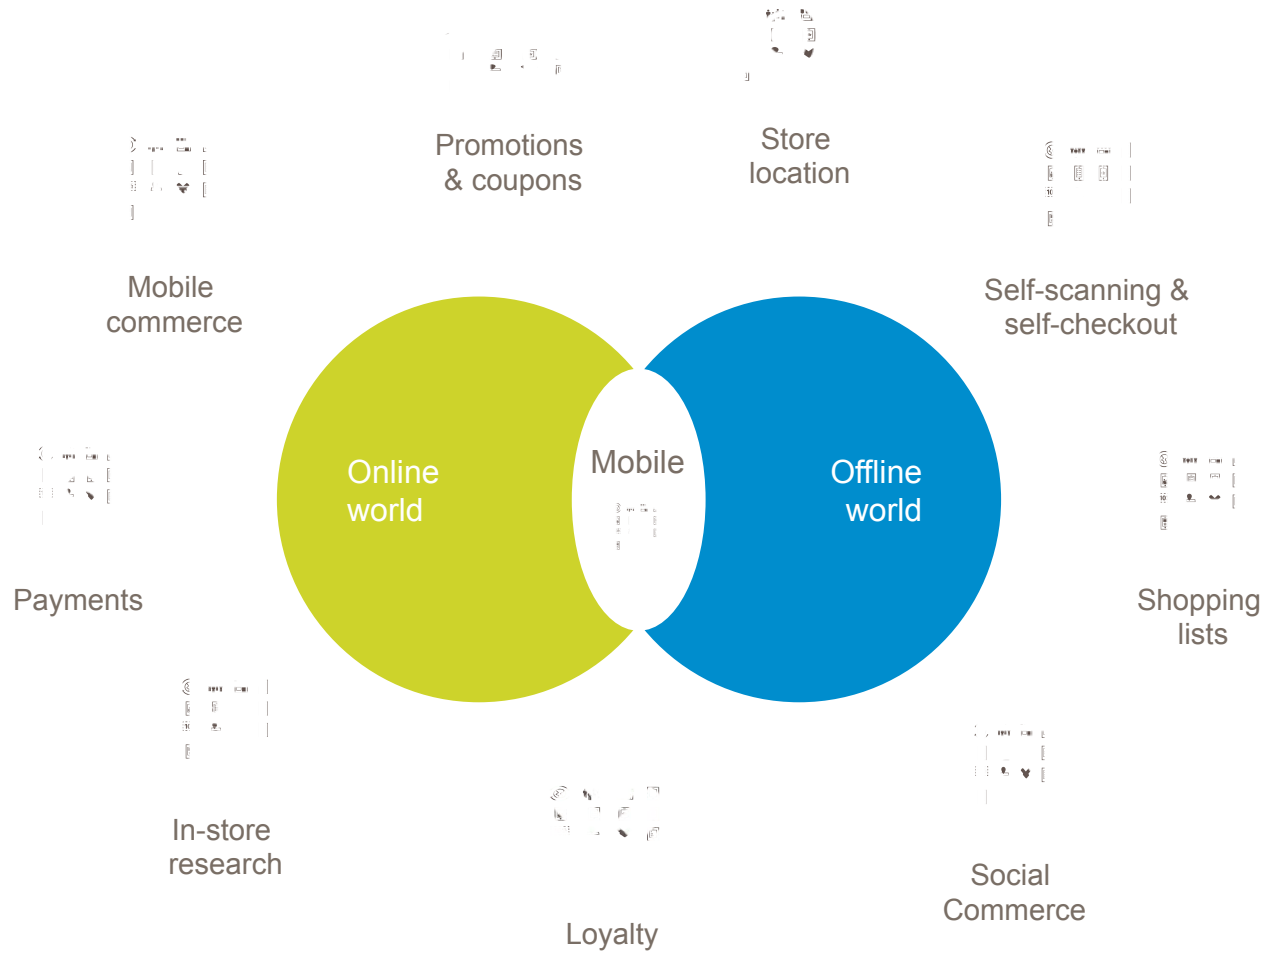 Promotions
& coupons
Store
location
Mobile
commerce
Self-scanning &
self-checkout
Online
world
Mobile
Offline
world
Payments
Shopping
lists
In-store
research
Social
Commerce
Loyalty